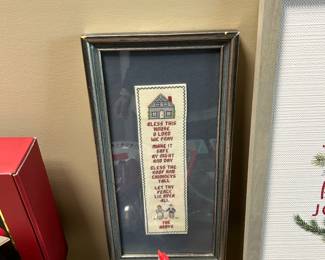 BLESS THIS
HOUSE
O LORD
WE PRAY
MAKE IT
SAFE
BY NIGHT
AND DAY
BLESS THE
ROOF AND
CHIMNEYS
TALL
LET THY
PEACE
LIE OVER
ALL
THE